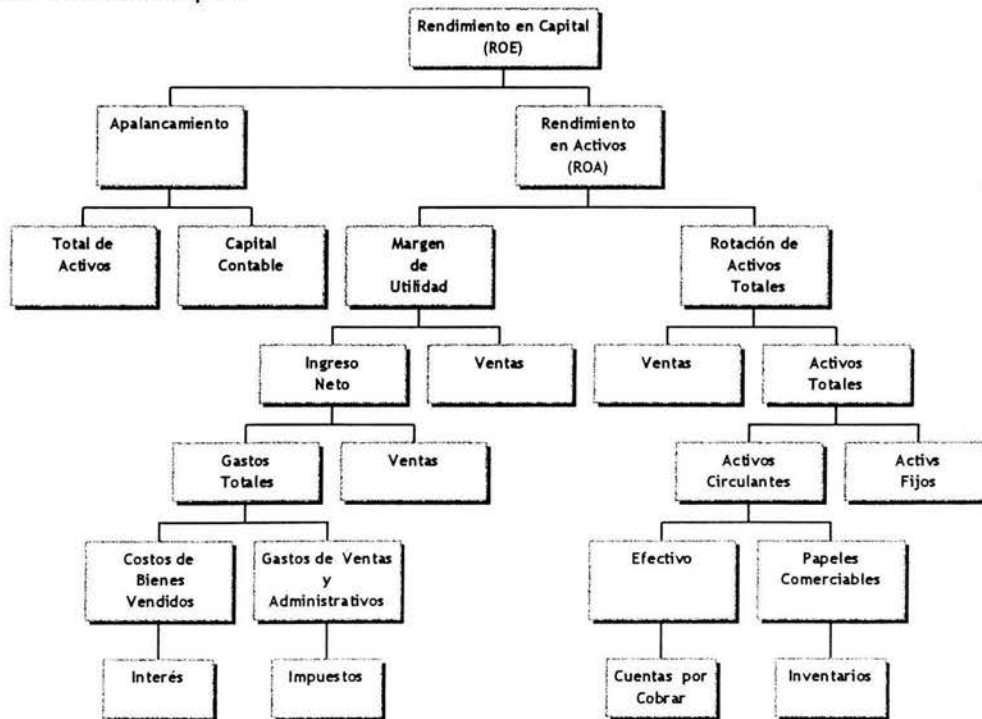 Rendimiento en Capital
(ROE)
Apalancamiento
Rendimiento
en Activos
(ROA)
Total de
Activos
Capital
Contable
Margen
de
Utilidad
Rotación de
Activos
Totales
Ingreso
Neto
Ventas
Ventas
Activos
Totales
Gastos
Totales
Ventas
Activos
Circulantes
Activs
Fijos
Costos de
Bienes
Vendidos
Gastos de Ventas
y
Administrativos
Efectivo
Papeles
Comerciables
Interés
Impuestos
Cuentas por
Cobrar
Inventarios